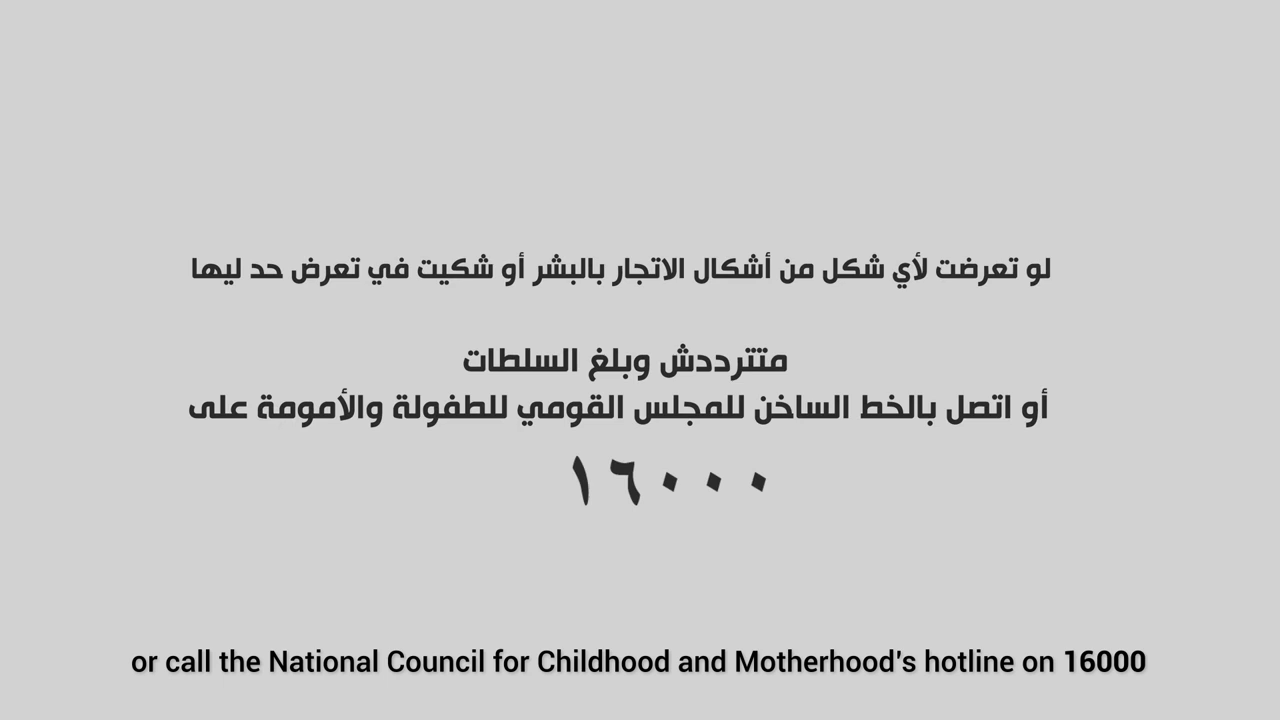 لو تعرضت لأي شكل من أشكال الاتجار بالبشر أو شكيت في تعرض حد ليها
متترددش وبلغ السلطات
أو اتصل بالخط الساخن للمجلس القومي للطفولة والأمومة على
١٦٠٠٠
or call the National Council for Childhood and Motherhood's hotline on 16000